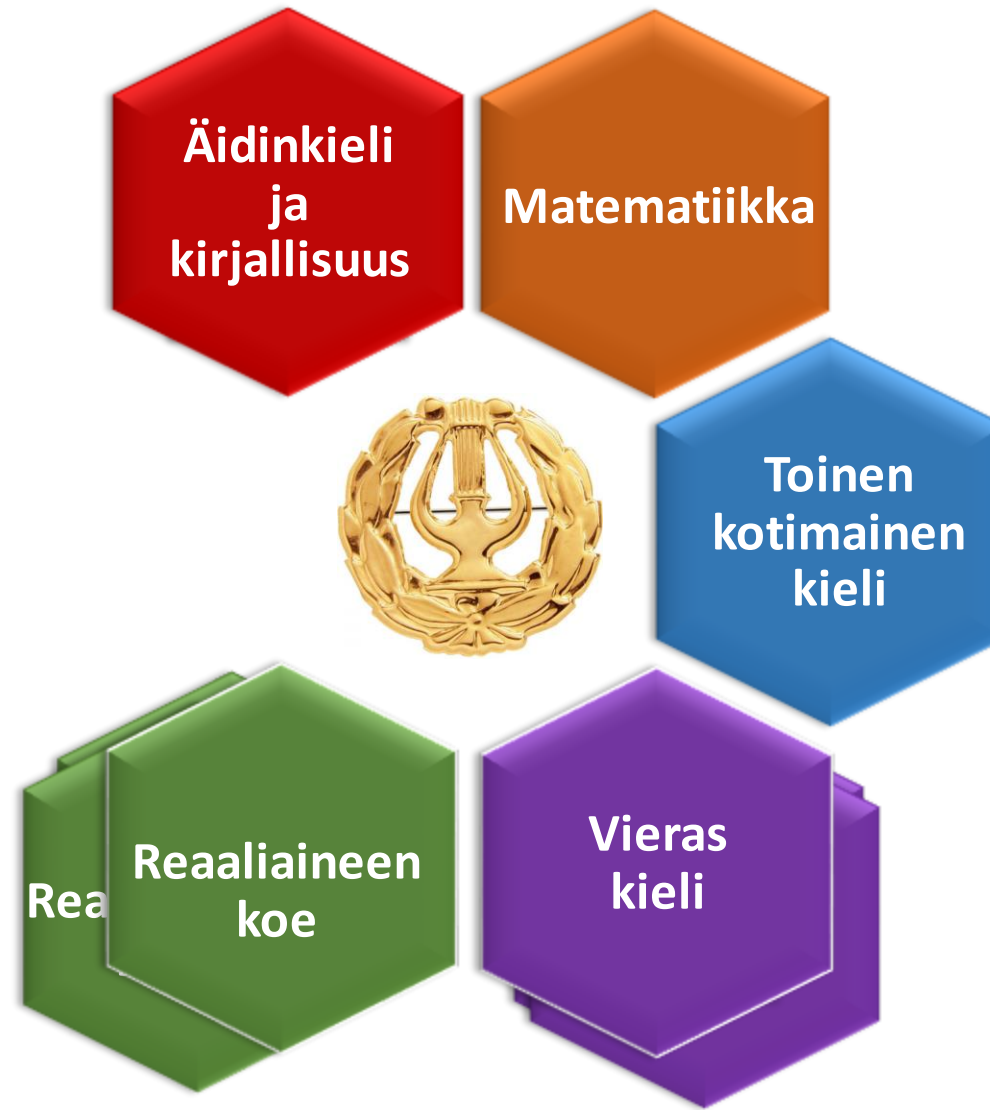 Äidinkieli
ja
kirjallisuus
Matematiikka
Toinen
kotimainen
kieli
Vieras
kieli
Reaaliaineen
koe
Rea